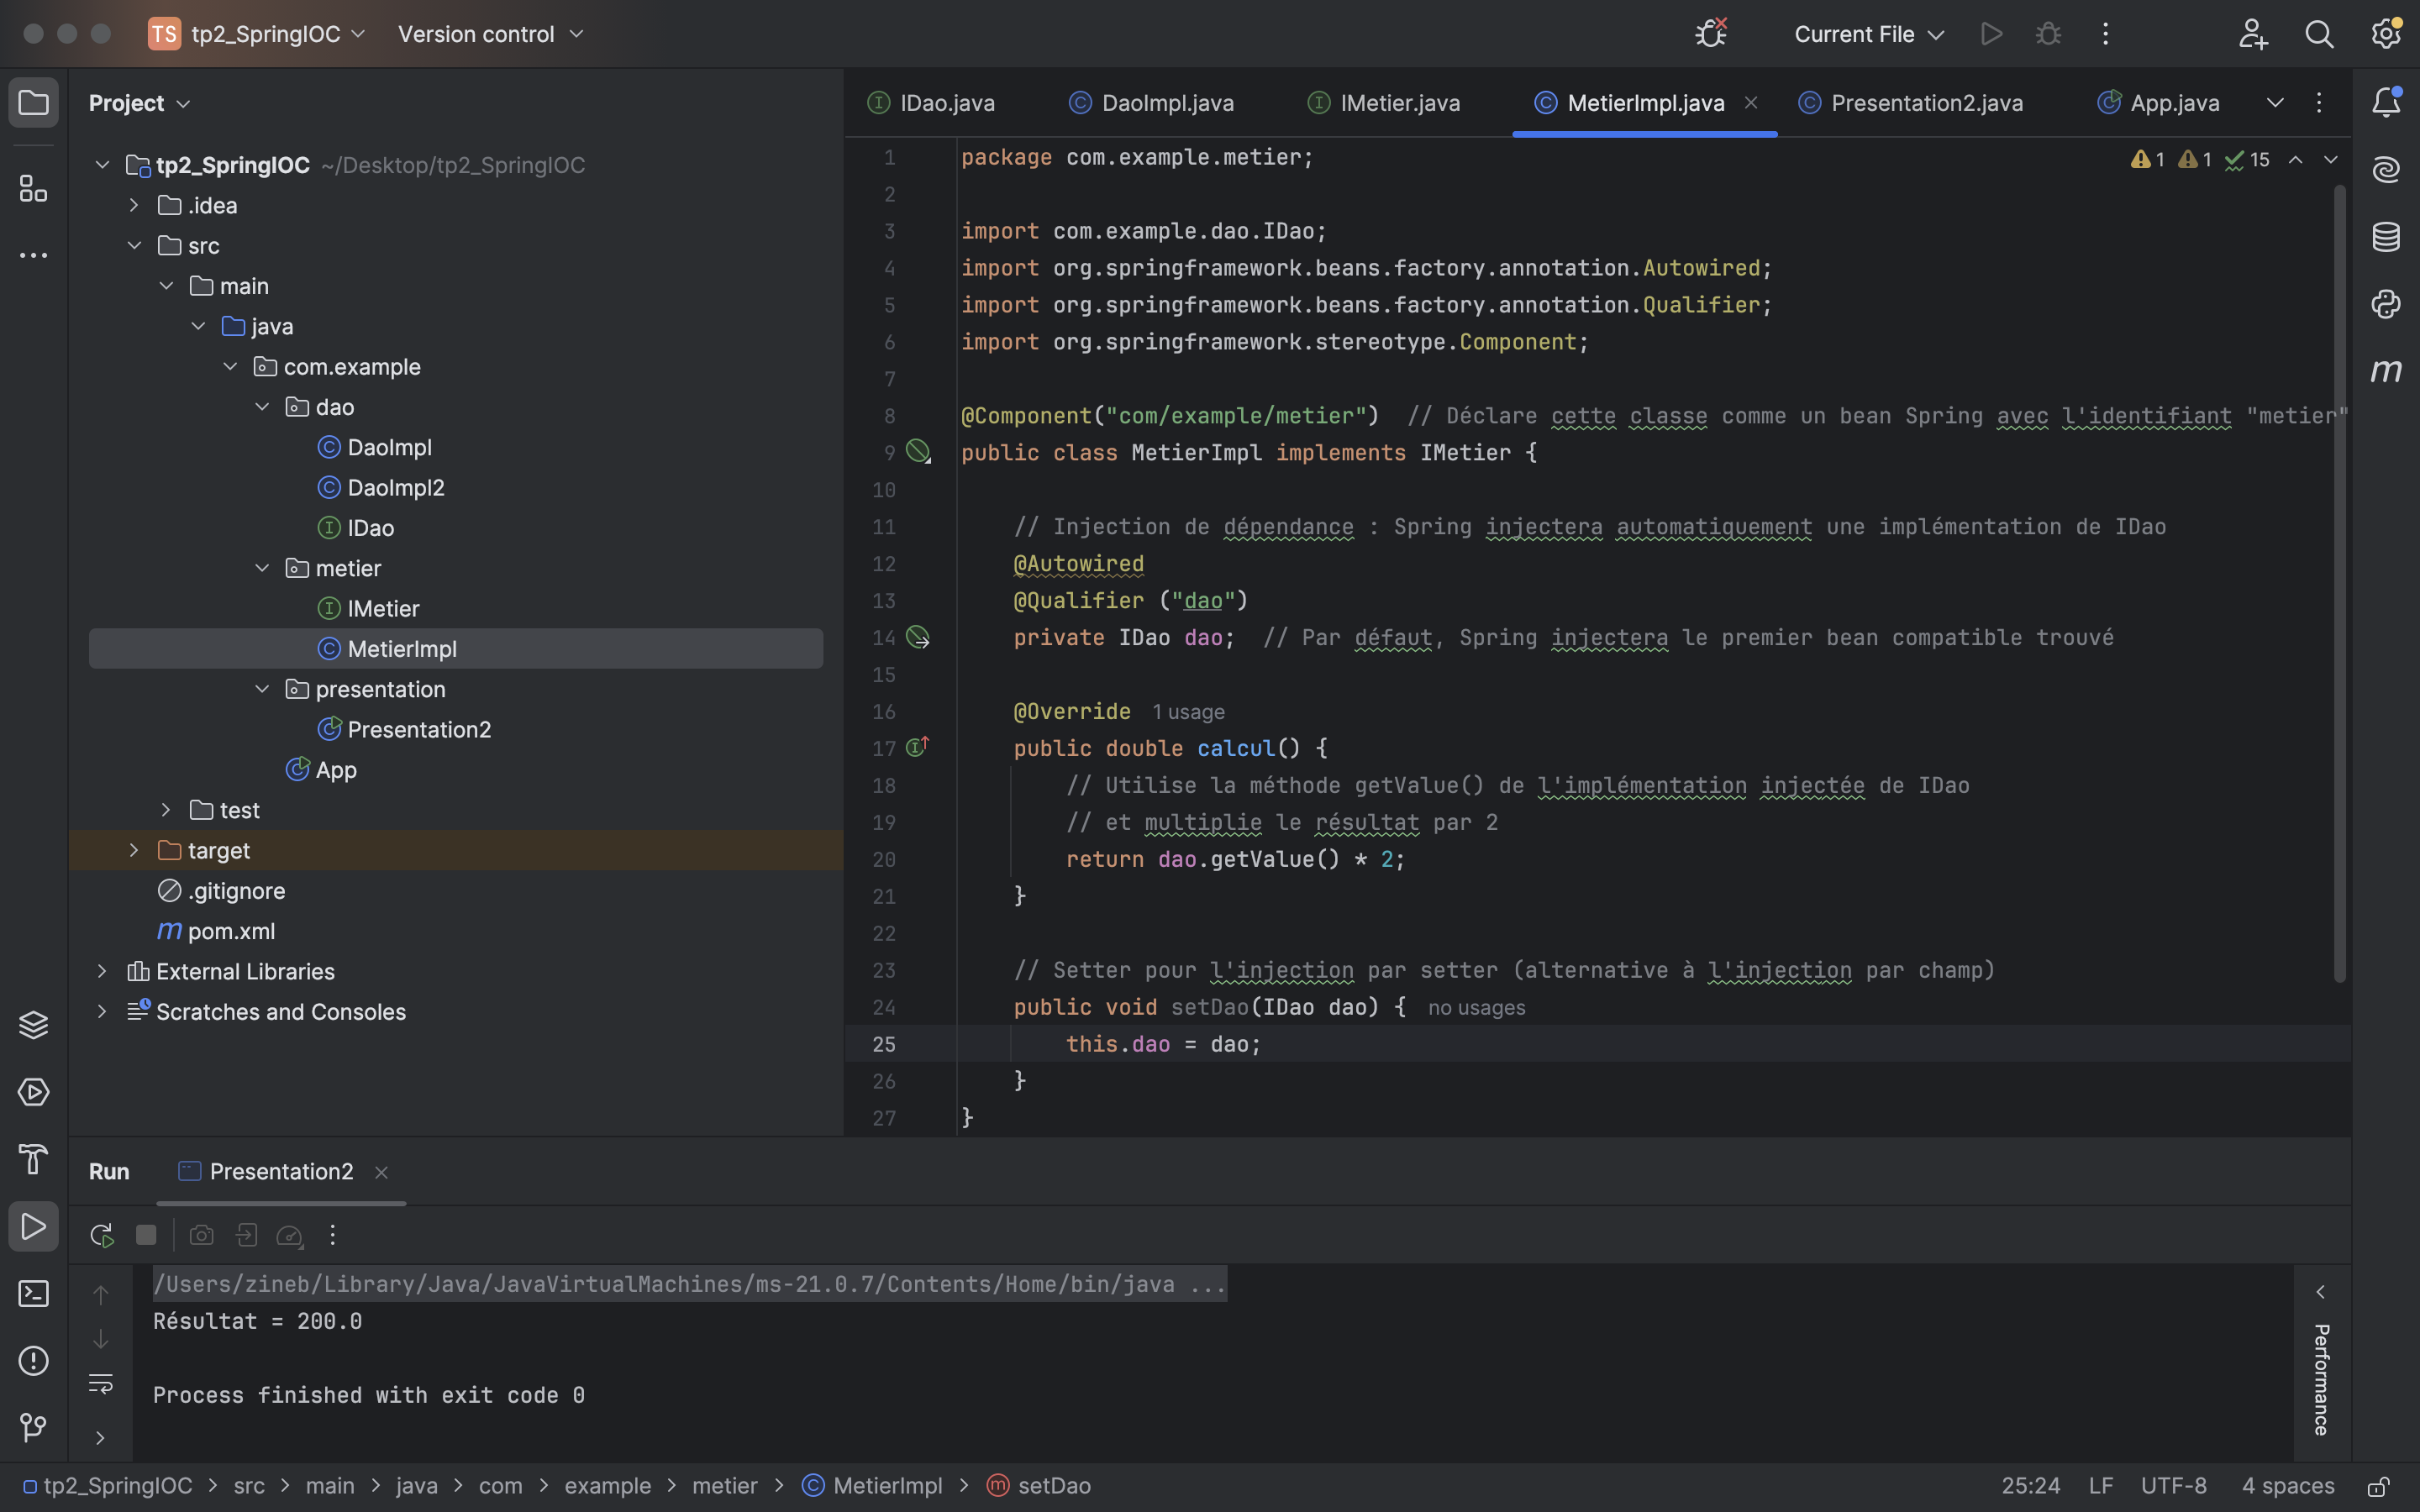 TS tp2_SpringIOC Version control Current File
Project
tp2_SpringIOC ~/Desktop/tp2_SpringIOC
.idea
src
main
java
com.example
dao
DaoImpl
DaoImpl2
IDao
metier
IMetier
MetierImpl
presentation
Presentation2
App
test
target
.gitignore
m pom.xml
External Libraries
Scratches and Consoles
IDao.java DaoImpl.java IMetier.java MetierImpl.java Presentation2.java App.java
1 1 15
1 package com.example.metier;
2
3 import com.example.dao.IDao;
4 import org.springframework.beans.factory.annotation.Autowired;
5 import org.springframework.beans.factory.annotation.Qualifier;
6 import org.springframework.stereotype.Component;
7
8 @Component("com/example/metier")  // Déclare cette classe comme un bean Spring avec l'identifiant "metier"
9 public class MetierImpl implements IMetier {
10
11 // Injection de dépendance : Spring injectera automatiquement une implémentation de IDao
12 @Autowired
13 @Qualifier ("dao")
14 private IDao dao;  // Par défaut, Spring injectera le premier bean compatible trouvé
15
16 @Override 1 usage
17 public double calcul() {
18 // Utilise la méthode getValue() de l'implémentation injectée de IDao
19 // et multiplie le résultat par 2
20 return dao.getValue() * 2;
21 }
22
23 // Setter pour l'injection par setter (alternative à l'injection par champ)
24 public void setDao(IDao dao) { no usages
25 this.dao = dao;
26 }
27 }
Run Presentation2
/Users/zineb/Library/Java/JavaVirtualMachines/ms-21.0.7/Contents/Home/bin/java ...
Résultat = 200.0
Process finished with exit code 0
Performance
tp2_SpringIOC > src > main > java > com > example > metier > MetierImpl > setDao 25:24 LF UTF-8 4 spaces